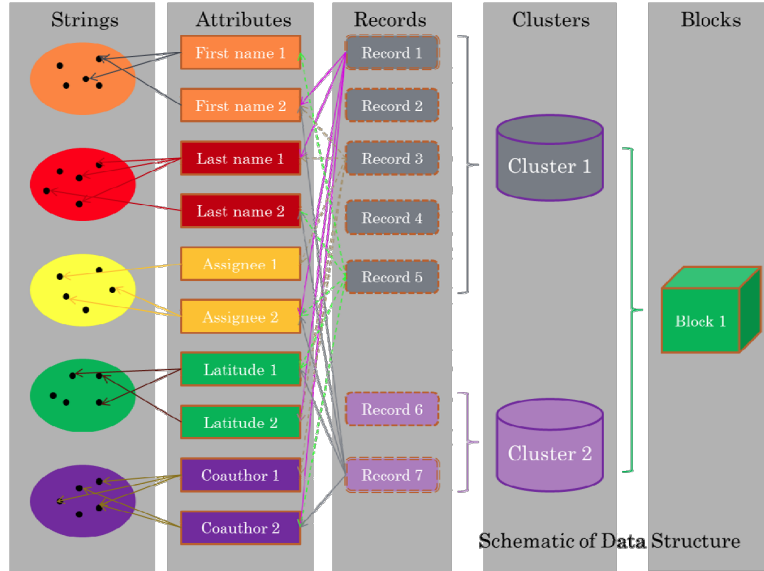 Strings
Attributes
Records
Clusters
Blocks
First name 1
First name 2
Last name 1
Last name 2
Assignee 1
Assignee 2
Latitude 1
Latitude 2
Coauthor 1
Coauthor 2
Record 1
Record 2
Record 3
Record 4
Record 5
Record 6
Record 7
Cluster 1
Cluster 2
Block 1
Schematic of Data Structure